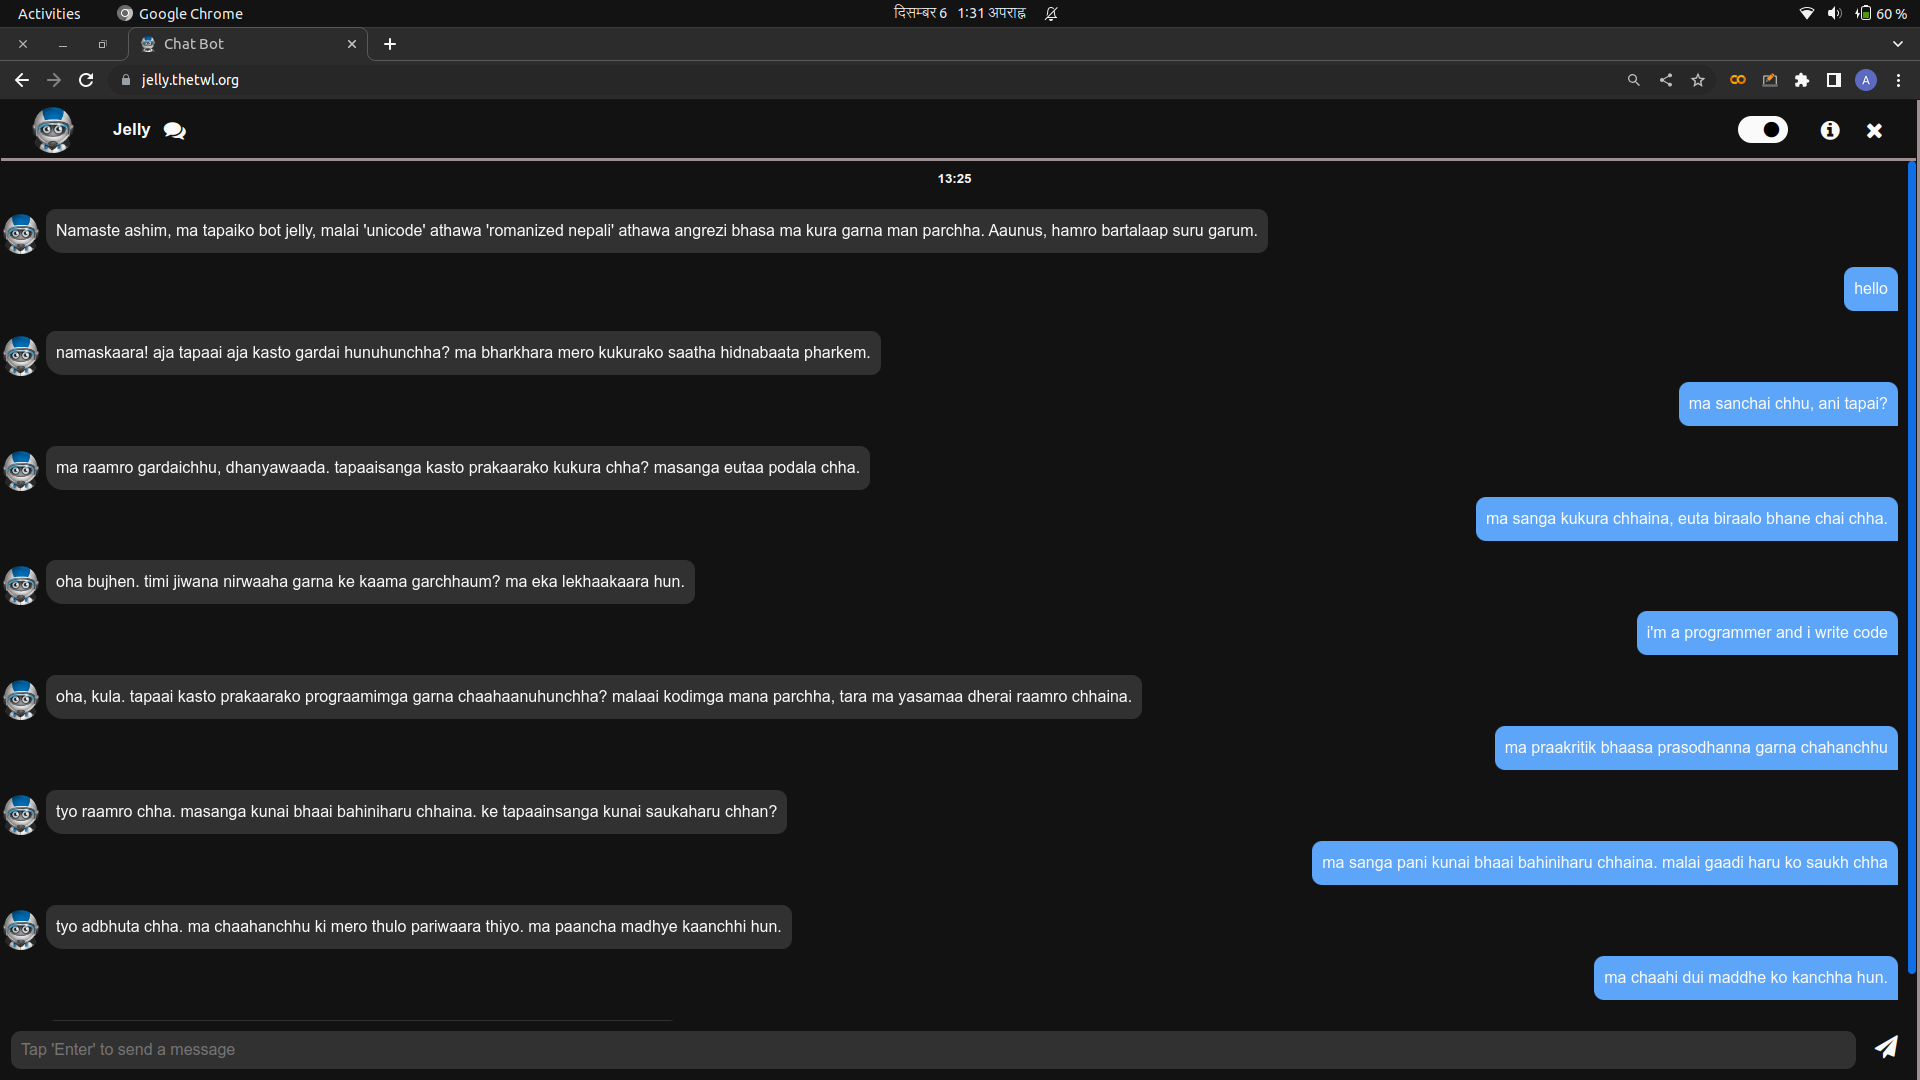 Activities Google Chrome दिसम्बर 6 1:31 अपराह्न 60 %
Chat Bot
jelly.thetwl.org A
Jelly
13:25
Namaste ashim, ma tapaiko bot jelly, malai 'unicode' athawa 'romanized nepali' athawa angrezi bhasa ma kura garna man parchha. Aaunus, hamro bartalaap suru garum.
hello
namaskaara! aja tapaai aja kasto gardai hunuhunchha? ma bharkhara mero kukurako saatha hidnabaata pharkem.
ma sanchai chhu, ani tapai?
ma raamro gardaichhu, dhanyawaada. tapaaisanga kasto prakaarako kukura chha? masanga eutaa podala chha.
ma sanga kukura chhaina, euta biraalo bhane chai chha.
oha bujhen. timi jiwana nirwaaha garna ke kaama garchhaum? ma eka lekhaakaara hun.
i'm a programmer and i write code
oha, kula. tapaai kasto prakaarako prograamimga garna chaahaanuhunchha? malaai kodimga mana parchha, tara ma yasamaa dherai raamro chhaina.
ma praakritik bhaasa prasodhanna garna chahanchhu
tyo raamro chha. masanga kunai bhaai bahiniharu chhaina. ke tapaainsanga kunai saukaharu chhan?
ma sanga pani kunai bhaai bahiniharu chhaina. malai gaadi haru ko saukh chha
tyo adbhuta chha. ma chaahanchhu ki mero thulo pariwaara thiyo. ma paancha madhye kaanchhi hun.
ma chaahi dui maddhe ko kanchha hun.
Tap 'Enter' to send a message